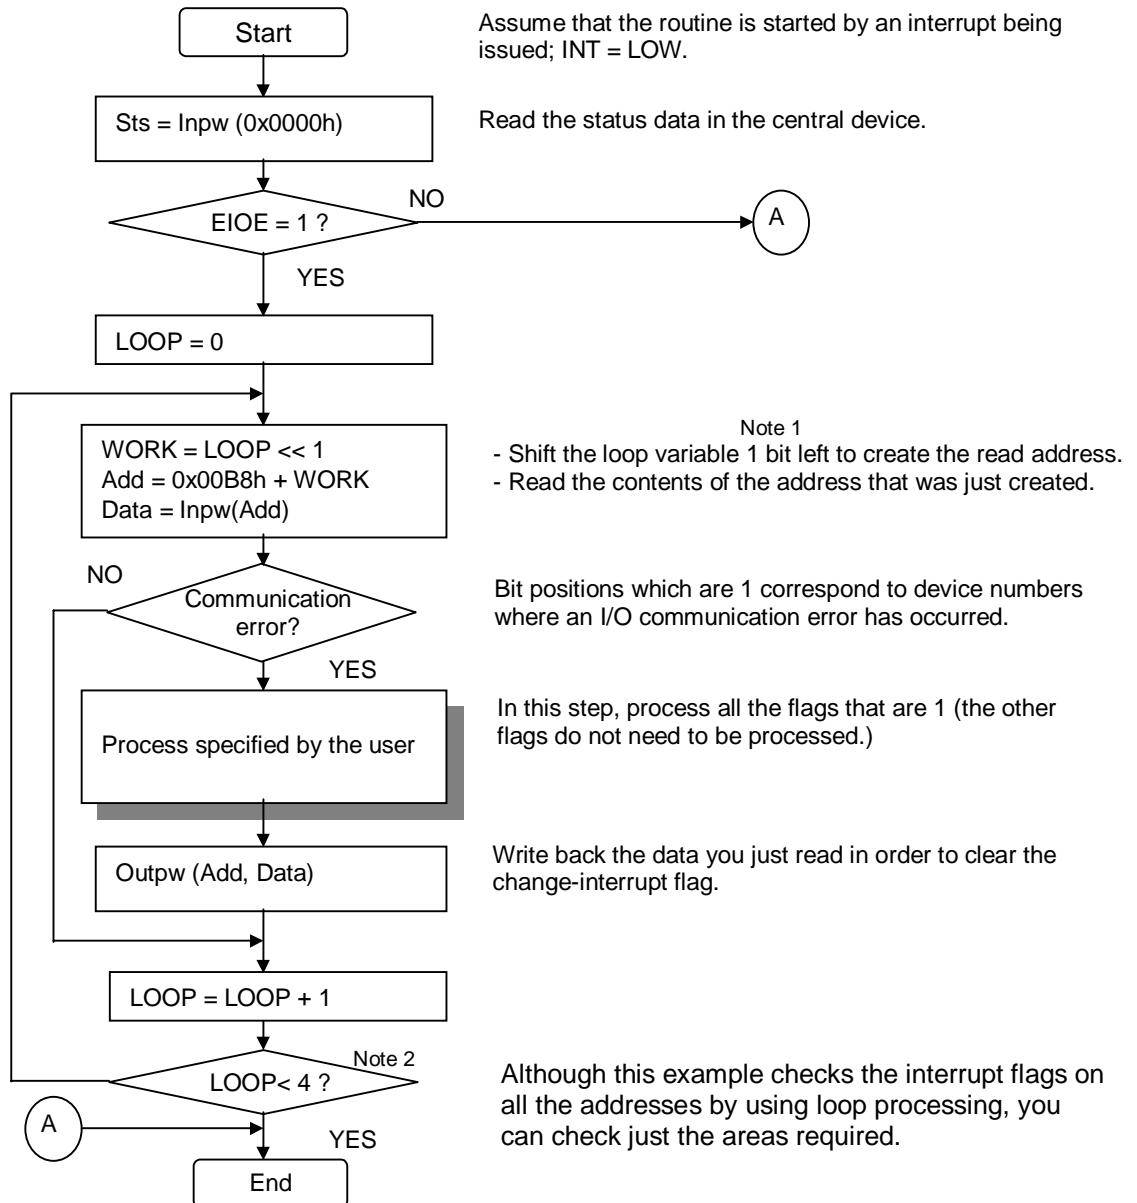 Start
Assume that the routine is started by an interrupt being
issued; INT = LOW.
Sts = Inpw (0x0000h)
Read the status data in the central device.
EIOE = 1 ?
NO
A
YES
LOOP = 0
WORK = LOOP << 1
Add = 0x00B8h + WORK
Data = Inpw(Add)
Note 1
- Shift the loop variable 1 bit left to create the read address.
- Read the contents of the address that was just created.
NO
Communication
error?
Bit positions which are 1 correspond to device numbers
where an I/O communication error has occurred.
YES
Process specified by the user
In this step, process all the flags that are 1 (the other
flags do not need to be processed.)
Outpw (Add, Data)
Write back the data you just read in order to clear the
change-interrupt flag.
LOOP = LOOP + 1
Note 2
LOOP< 4 ?
Although this example checks the interrupt flags on
all the addresses by using loop processing, you
can check just the areas required.
A
YES
End